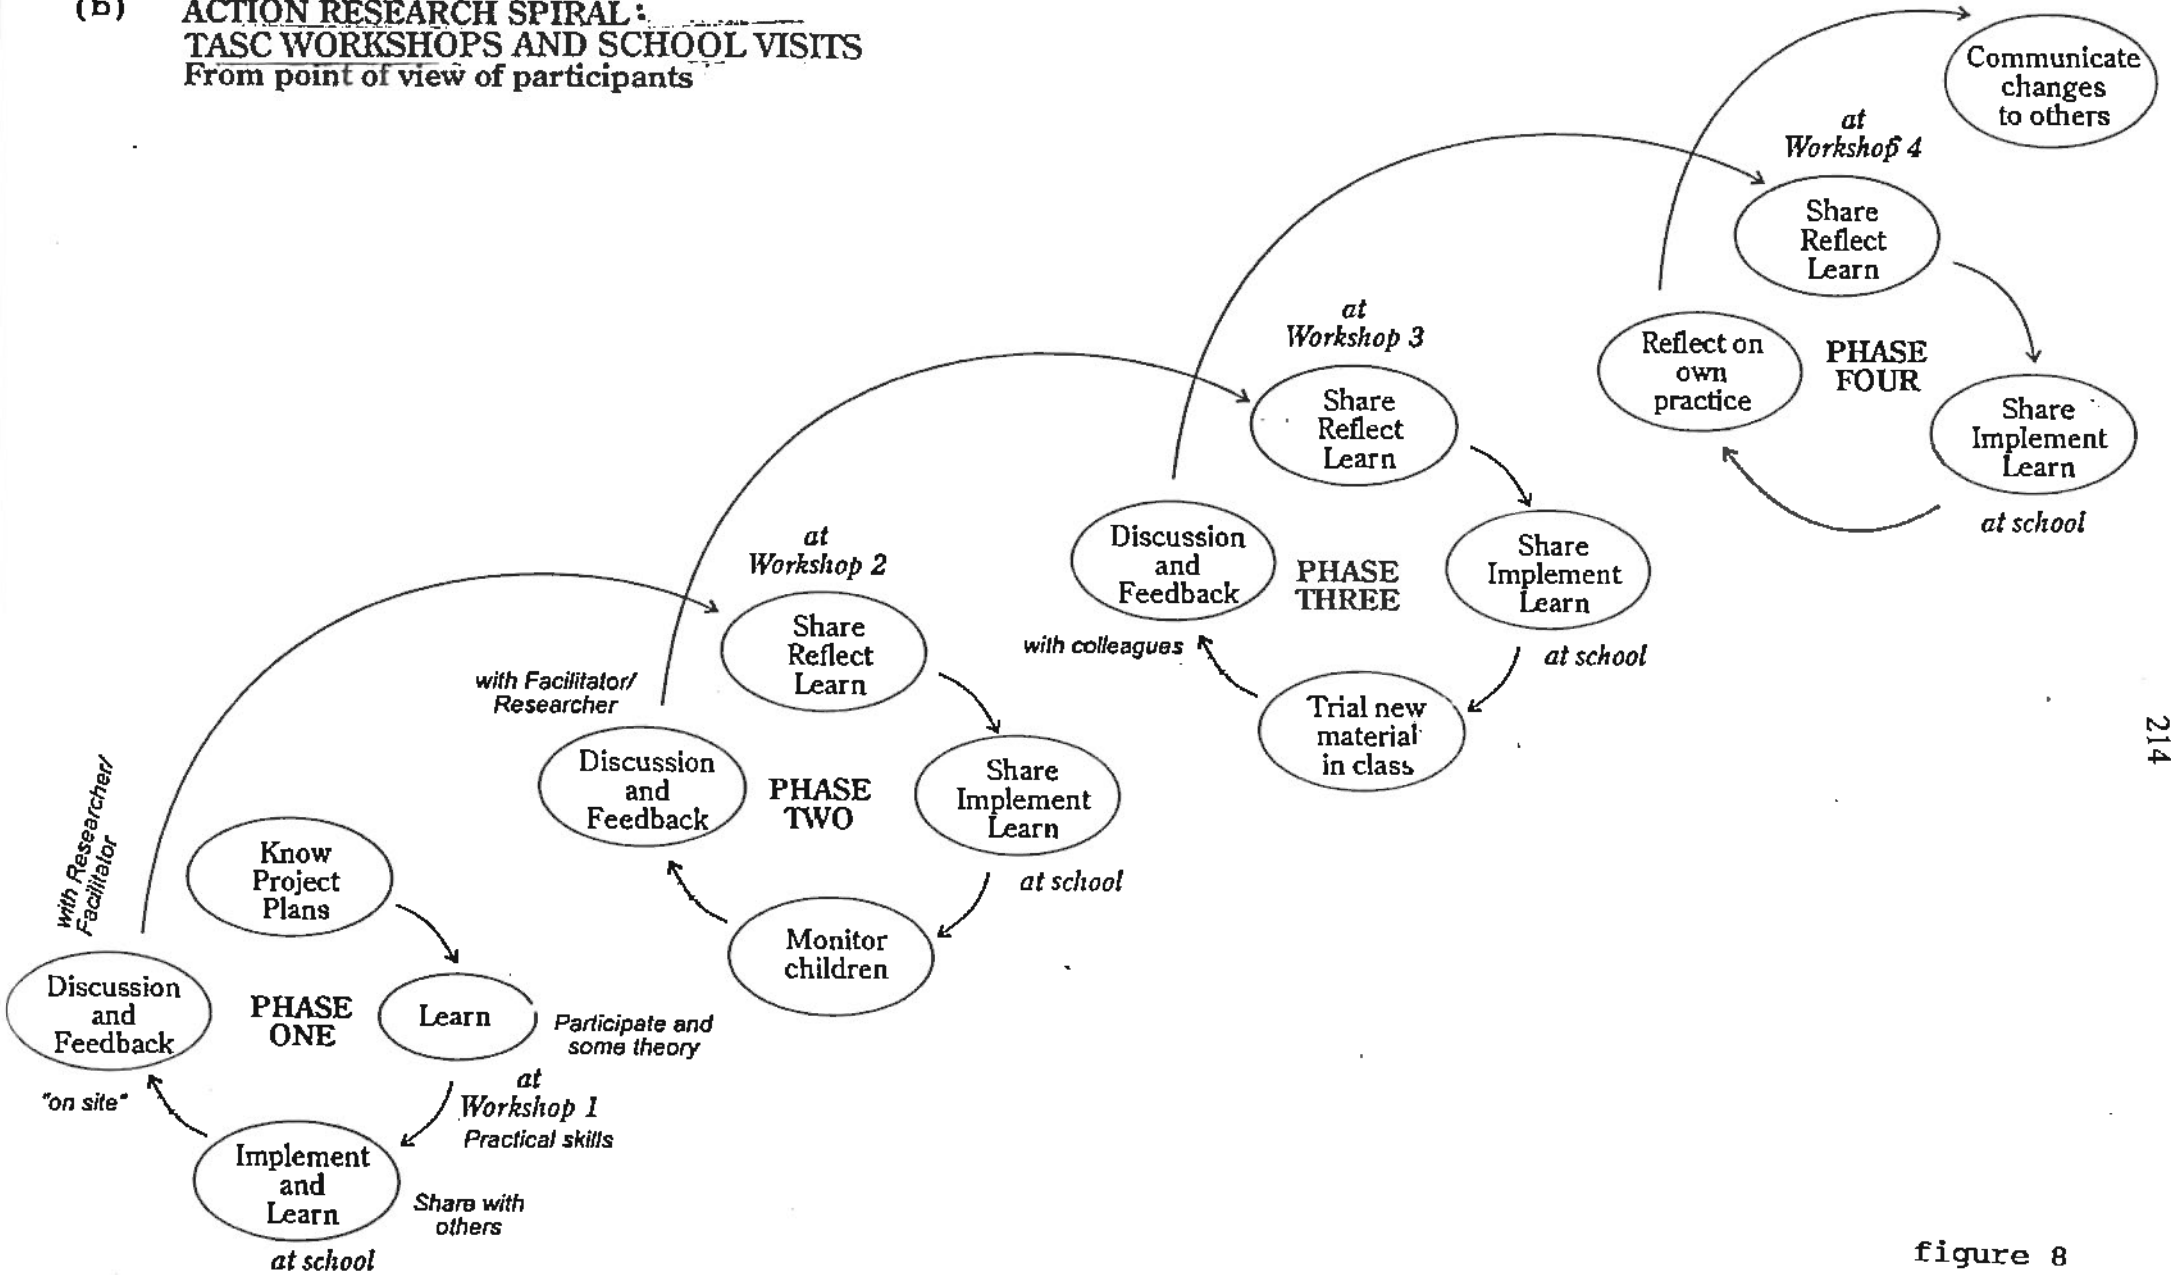 (b) ACTION RESEARCH SPIRAL:
TASC WORKSHOPS AND SCHOOL VISITS
From point of view of participants
Communicate
changes
to others
at
Workshop 4
Share
Reflect
Learn
Reflect on
own
practice
PHASE
FOUR
Share
Implement
Learn
at school
at
Workshop 3
Share
Reflect
Learn
Discussion
and
Feedback
PHASE
THREE
Share
Implement
Learn
with colleagues
at school
Trial new
material
in class
at
Workshop 2
Share
Reflect
Learn
with Facilitator/
Researcher
Discussion
and
Feedback
PHASE
TWO
Share
Implement
Learn
at school
Monitor
children
with Researcher/
Facilitator
Know
Project
Plans
Discussion
and
Feedback
PHASE
ONE
Learn
Participate and
some theory
"on site"
at
Workshop 1
Practical skills
Implement
and
Learn
Share with
others
at school
214
figure 8